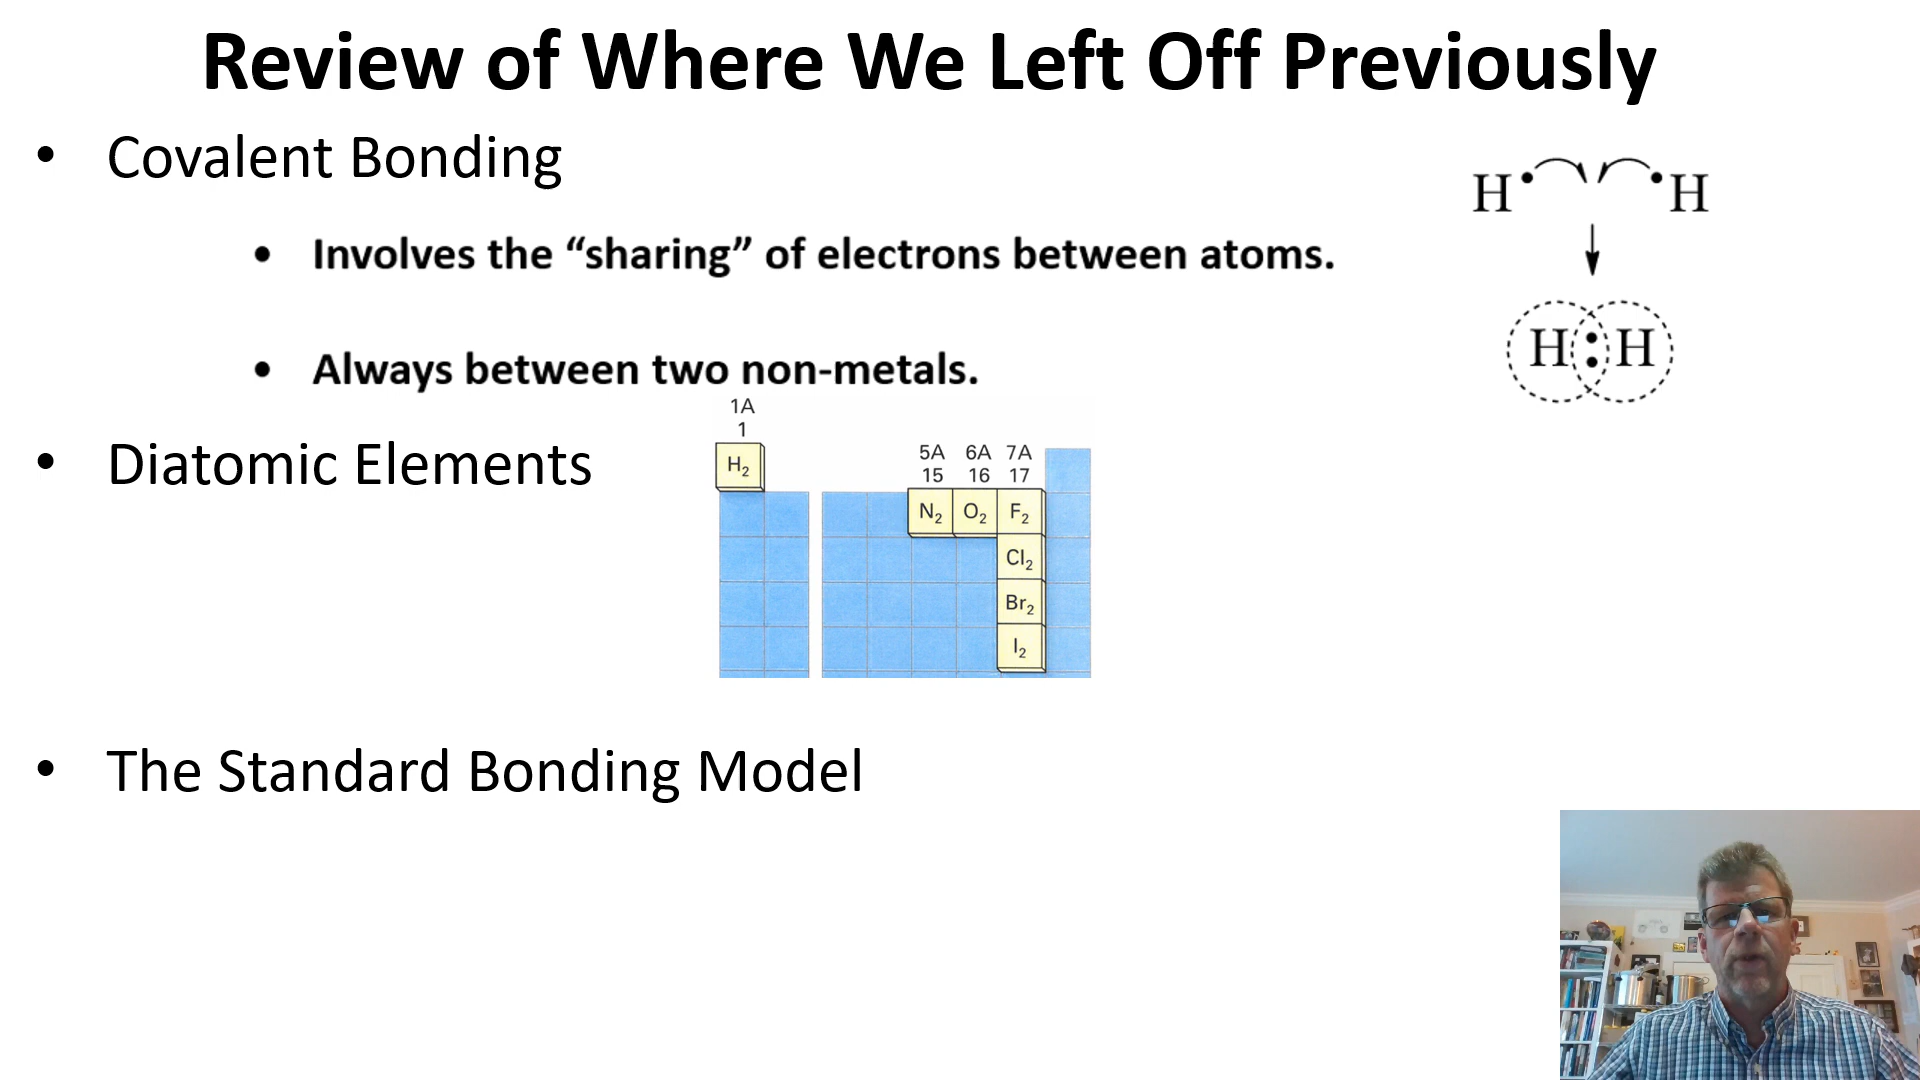 Review of Where We Left Off Previously
• Covalent Bonding
• Involves the “sharing” of electrons between atoms.
• Always between two non-metals.
H H
H : H
• Diatomic Elements
1A
1
H₂
5A 6A 7A
15 16 17
N₂ O₂ F₂
Cl₂
Br₂
I₂
• The Standard Bonding Model